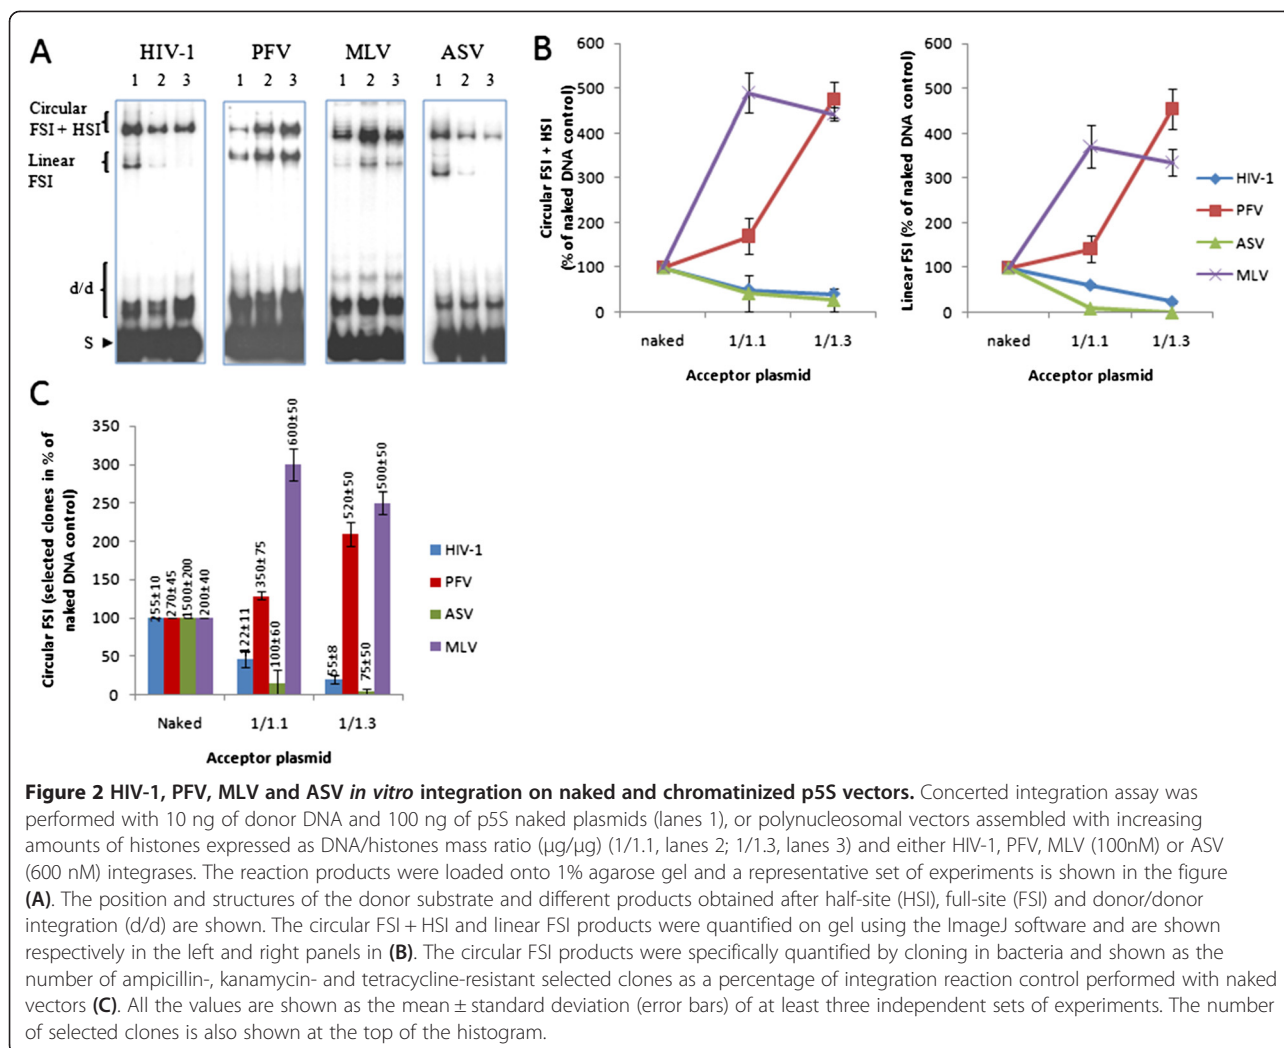 A
HIV-1 PFV MLV ASV
1 2 3 1 2 3 1 2 3 1 2 3
Circular
FSI + HSI
Linear
FSI
d/d
S
B
Circular FSI + HSI
(% of naked DNA control)
600
500
400
300
200
100
0
naked 1/1.1 1/1.3
Acceptor plasmid
Linear FSI (% of naked DNA control)
600
500
400
300
200
100
0
naked 1/1.1 1/1.3
Acceptor plasmid
HIV-1
PFV
ASV
MLV
C
Circular FSI (selected clones in % of
naked DNA control)
350
300
250
200
150
100
50
0
255±10
270±45
1500±200
200±40
122±11
350±75
100±60
600±50
55±8
520±50
75±50
500±50
Naked 1/1.1 1/1.3
Acceptor plasmid
HIV-1
PFV
ASV
MLV
Figure 2 HIV-1, PFV, MLV and ASV in vitro integration on naked and chromatinized p5S vectors. Concerted integration assay was
performed with 10 ng of donor DNA and 100 ng of p5S naked plasmids (lanes 1), or polynucleosomal vectors assembled with increasing
amounts of histones expressed as DNA/histones mass ratio (μg/μg) (1/1.1, lanes 2; 1/1.3, lanes 3) and either HIV-1, PFV, MLV (100nM) or ASV
(600 nM) integrases. The reaction products were loaded onto 1% agarose gel and a representative set of experiments is shown in the figure
(A). The position and structures of the donor substrate and different products obtained after half-site (HSI), full-site (FSI) and donor/donor
integration (d/d) are shown. The circular FSI + HSI and linear FSI products were quantified on gel using the ImageJ software and are shown
respectively in the left and right panels in (B). The circular FSI products were specifically quantified by cloning in bacteria and shown as the
number of ampicillin-, kanamycin- and tetracycline-resistant selected clones as a percentage of integration reaction control performed with naked
vectors (C). All the values are shown as the mean ± standard deviation (error bars) of at least three independent sets of experiments. The number
of selected clones is also shown at the top of the histogram.